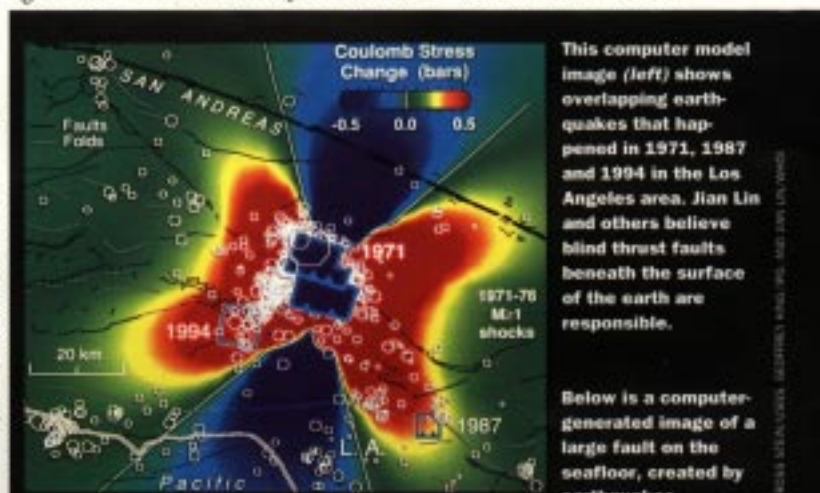 Coulomb Stress
Change (bars)
-0.5 0.0 0.5
SAN ANDREAS
Faults
Folds
1971
1971-76
M≥1
shocks
1994
20 km
1987
L. A.
Pacific
This computer model
image (left) shows
overlapping earth-
quakes that hap-
pened in 1971, 1987
and 1994 in the Los
Angeles area. Jian Lin
and others believe
blind thrust faults
beneath the surface
of the earth are
responsible.
Below is a computer-
generated image of a
large fault on the
seafloor, created by